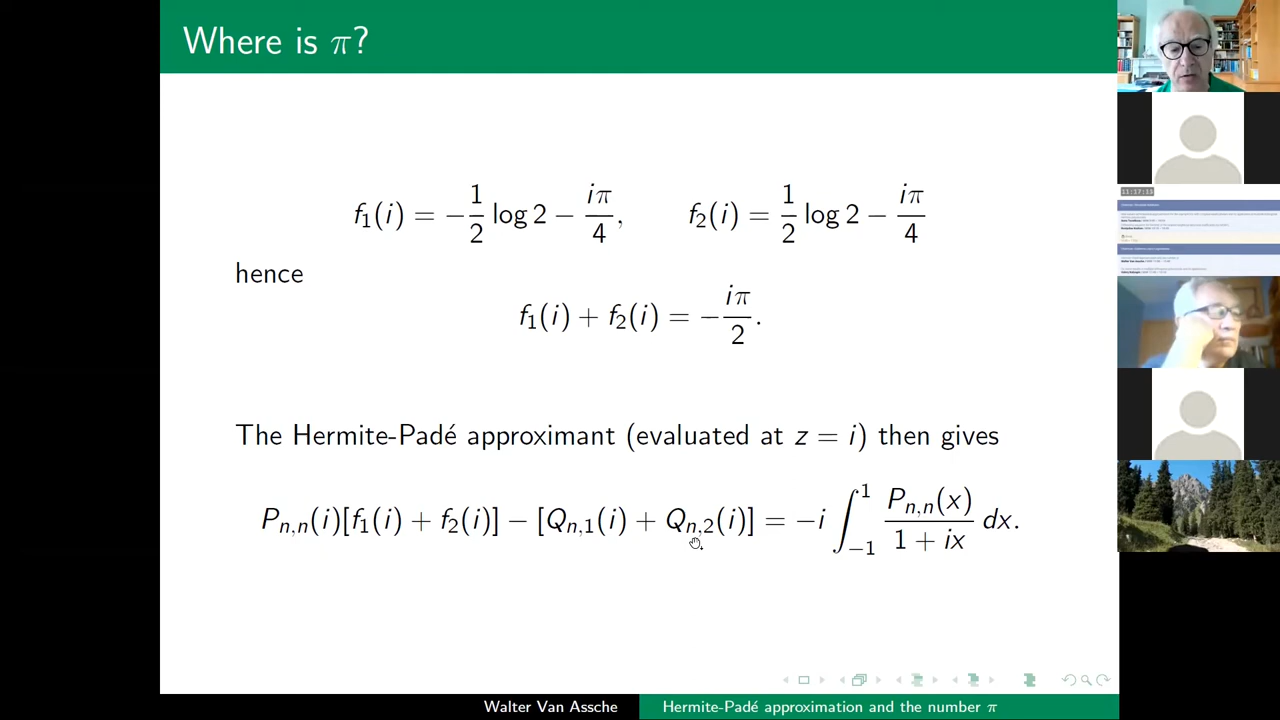 Where is π?
f₁(i) = −1/2 log 2 − iπ/4, f₂(i) = 1/2 log 2 − iπ/4
hence
f₁(i) + f₂(i) = −iπ/2.
The Hermite-Padé approximant (evaluated at z = i) then gives
Pₙ,ₙ(i)[f₁(i) + f₂(i)] − [Qₙ,₁(i) + Qₙ,₂(i)] = −i ∫₋₁¹ Pₙ,ₙ(x)/(1 + ix) dx.
Walter Van Assche
Hermite-Padé approximation and the number π